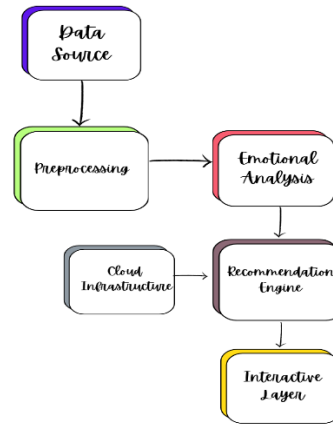 Data
Source
Preprocessing
Emotional
Analysis
Cloud
Infrastructure
Recommendation
Engine
Interactive
Layer